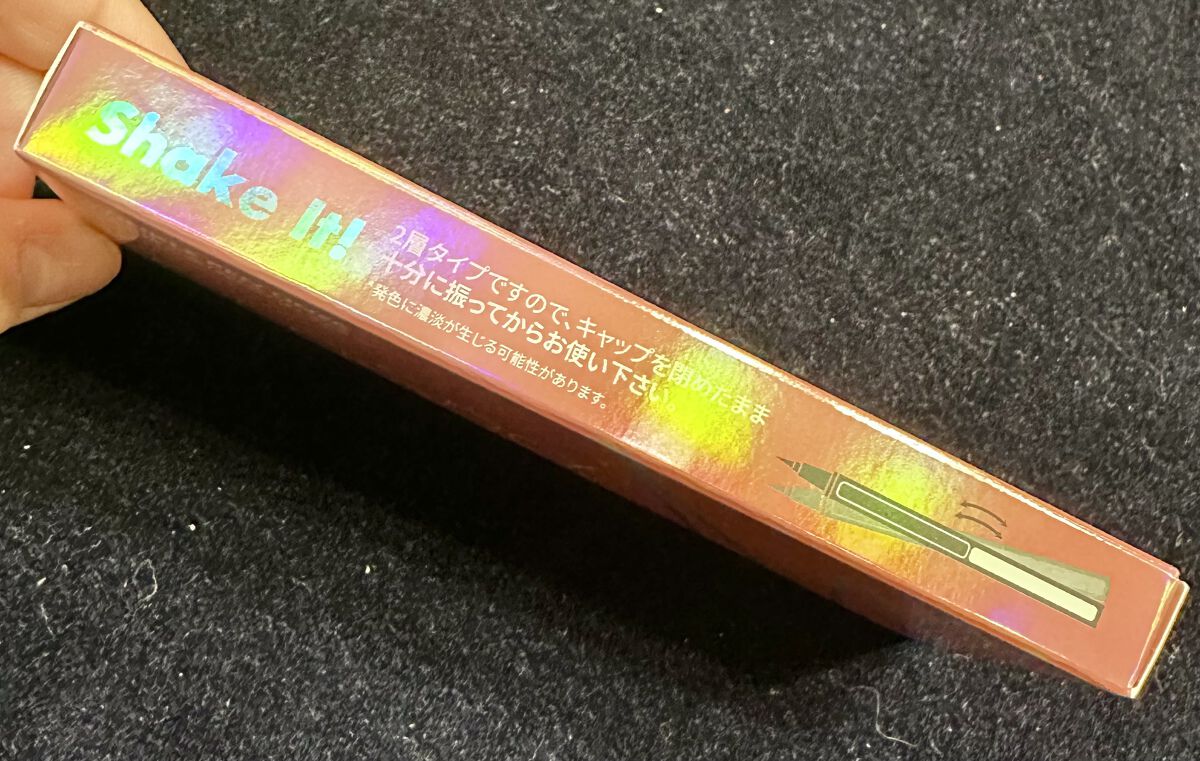 Shake It!
2層タイプですので、キャップを閉めたまま
十分に振ってからお使い下さい。
*発色に濃淡が生じる可能性があります。